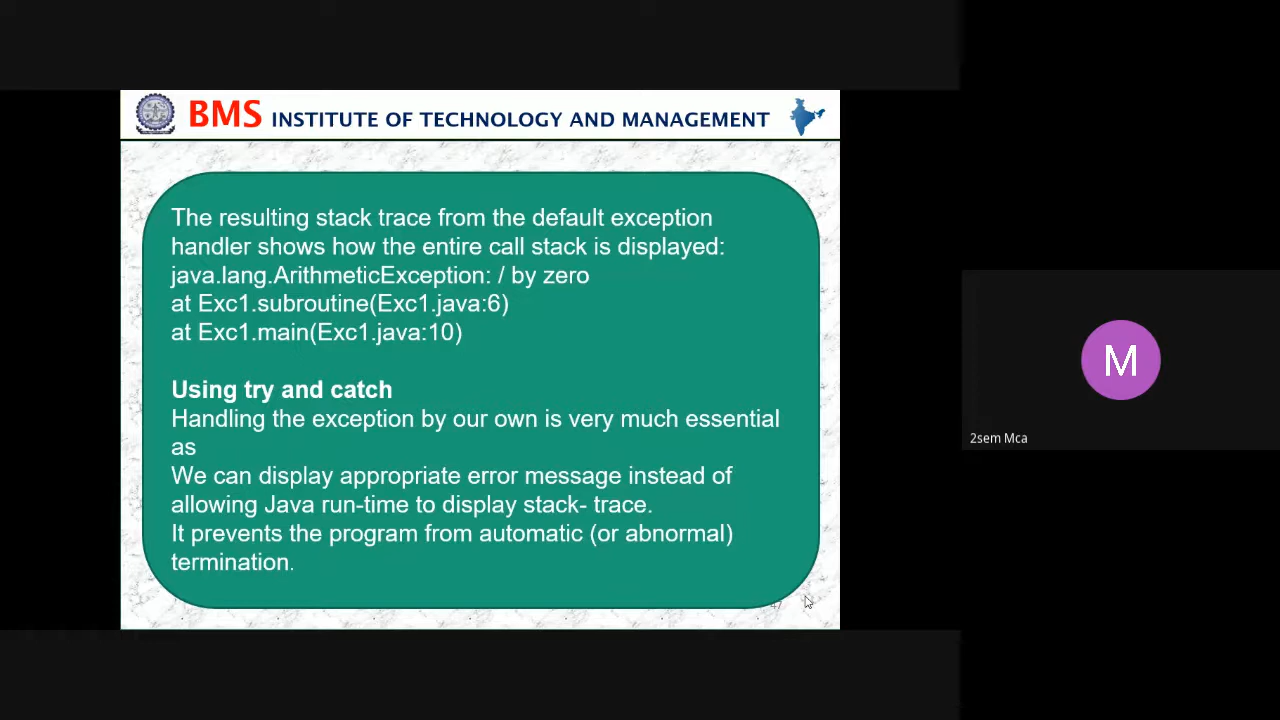 BMS INSTITUTE OF TECHNOLOGY AND MANAGEMENT
The resulting stack trace from the default exception
handler shows how the entire call stack is displayed:
java.lang.ArithmeticException: / by zero
at Exc1.subroutine(Exc1.java:6)
at Exc1.main(Exc1.java:10)
Using try and catch
Handling the exception by our own is very much essential
as
We can display appropriate error message instead of
allowing Java run-time to display stack- trace.
It prevents the program from automatic (or abnormal)
termination.
47
M
2sem Mca